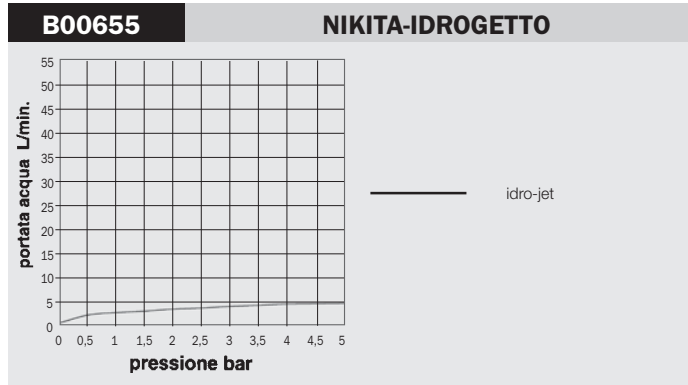 B00655
NIKITA-IDROGETTO
portata acqua L/min.
55
50
45
40
35
30
25
20
15
10
5
0
0 0,5 1 1,5 2 2,5 3 3,5 4 4,5 5
pressione bar
idro-jet